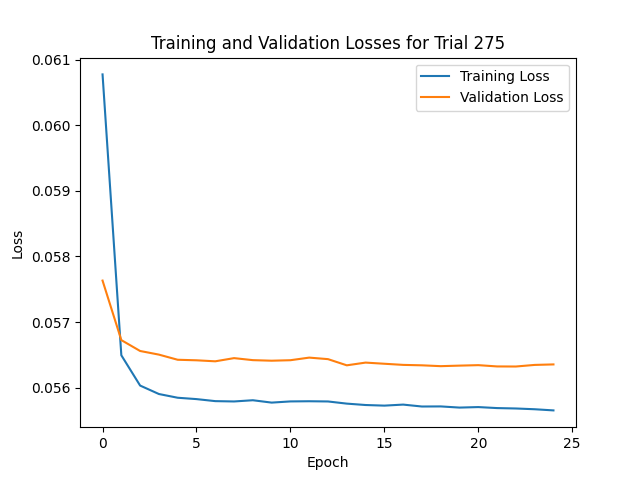 Training and Validation Losses for Trial 275
Training Loss
Validation Loss
Loss
0.061
0.060
0.059
0.058
0.057
0.056
0
5
10
15
20
25
Epoch